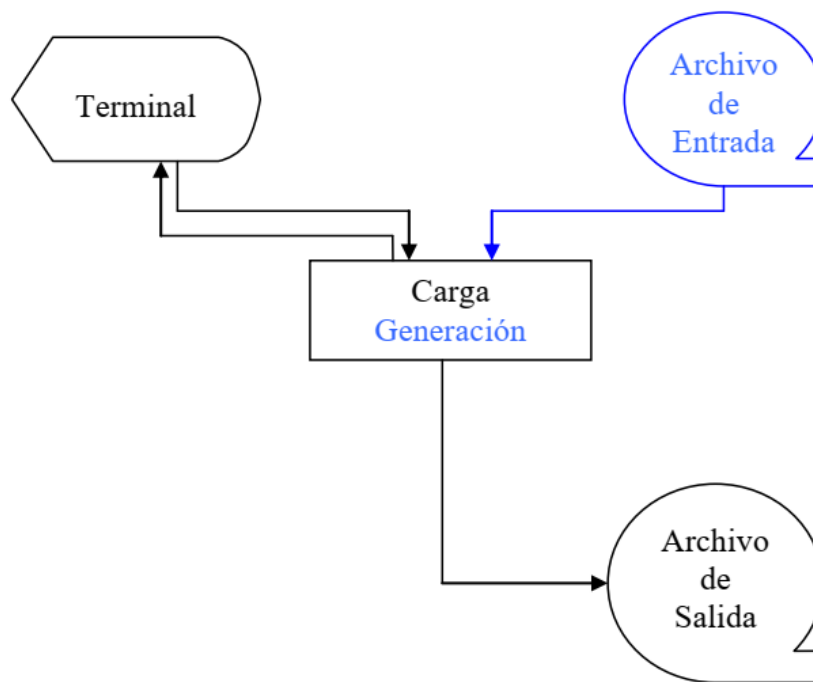 Terminal
Archivo
de
Entrada
Carga
Generación
Archivo
de
Salida